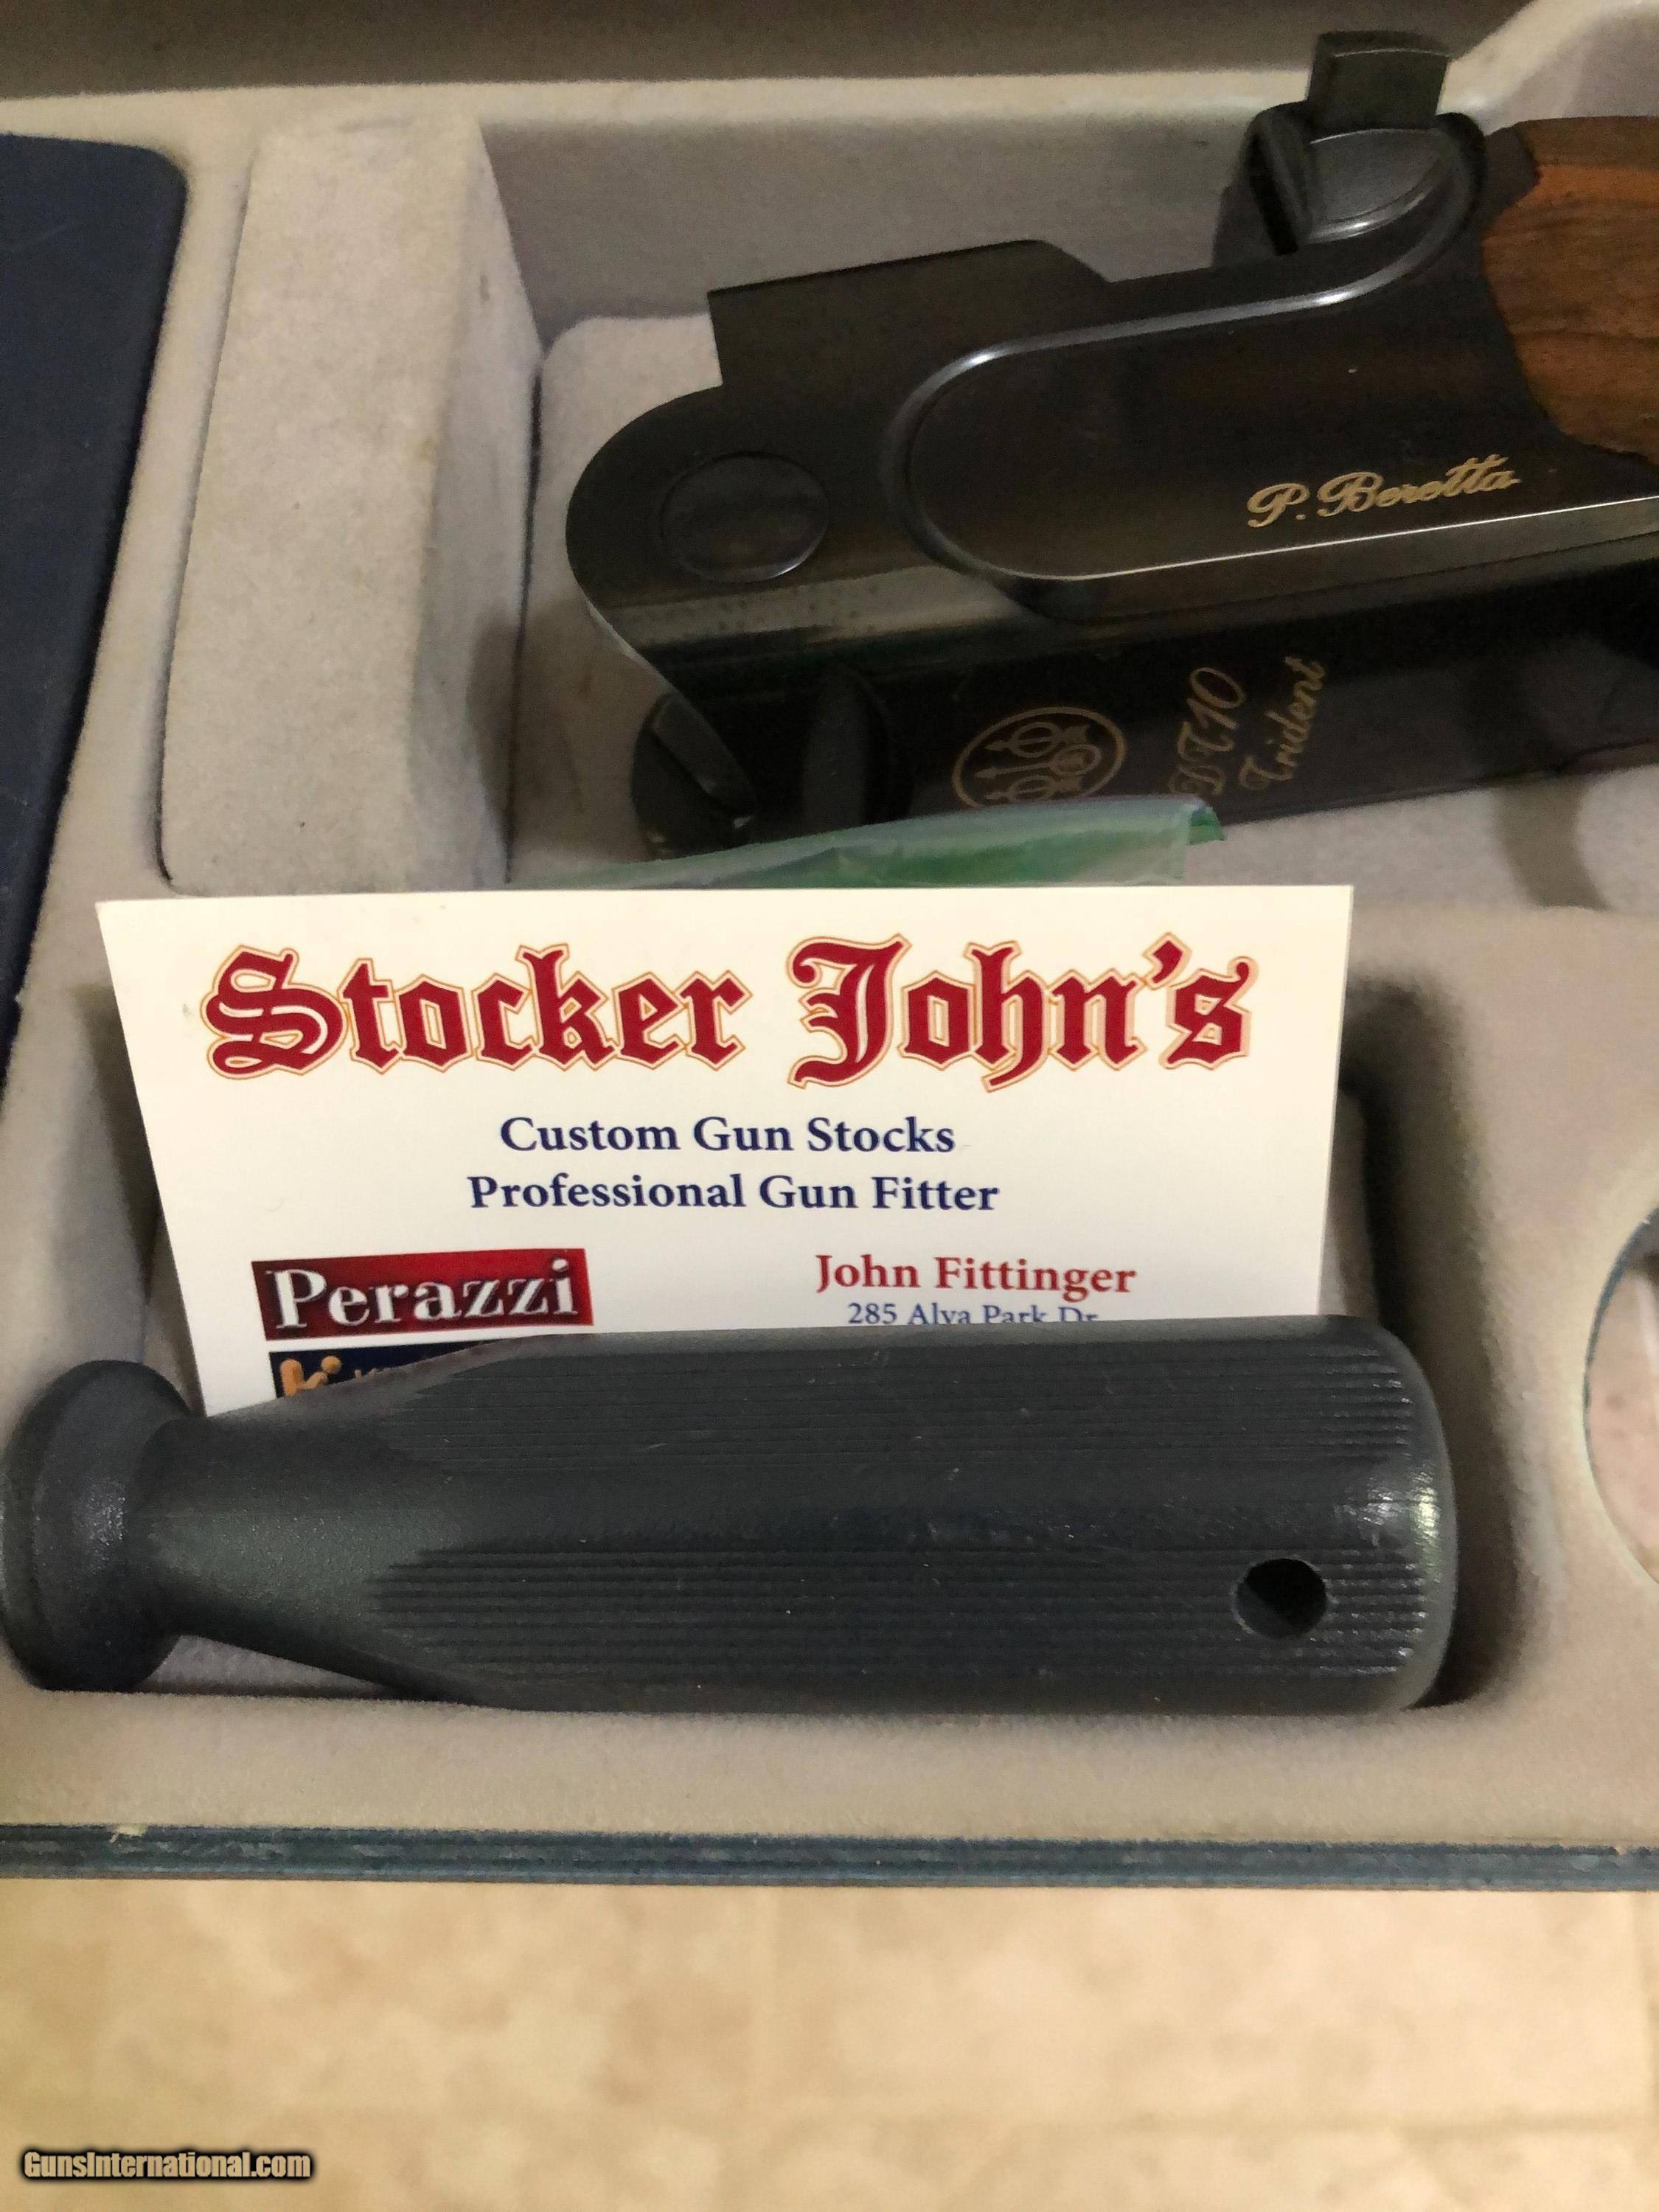 P. Beretta
DT10
Trident
Stocker John's
Custom Gun Stocks
Professional Gun Fitter
Perazzi
John Fittinger
285 Alva Park Dr
GunsInternational.com